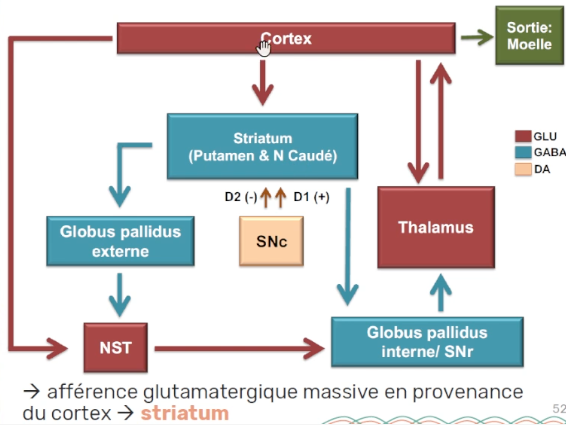 Cortex
Sortie:
Moelle
Striatum
(Putamen & N Caudé)
GLU
GABA
DA
D2 (-)
D1 (+)
Globus pallidus
externe
SNc
Thalamus
NST
Globus pallidus
interne/ SNr
→ afférence glutamatergique massive en provenance
du cortex → striatum
52